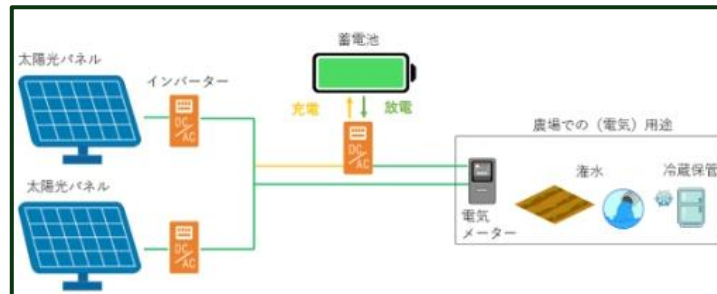 太陽光パネル
インバーター
DC/AC
蓄電池
充電
放電
DC/AC
太陽光パネル
DC/AC
農場での（電気）用途
電気
メーター
潅水
冷蔵保管